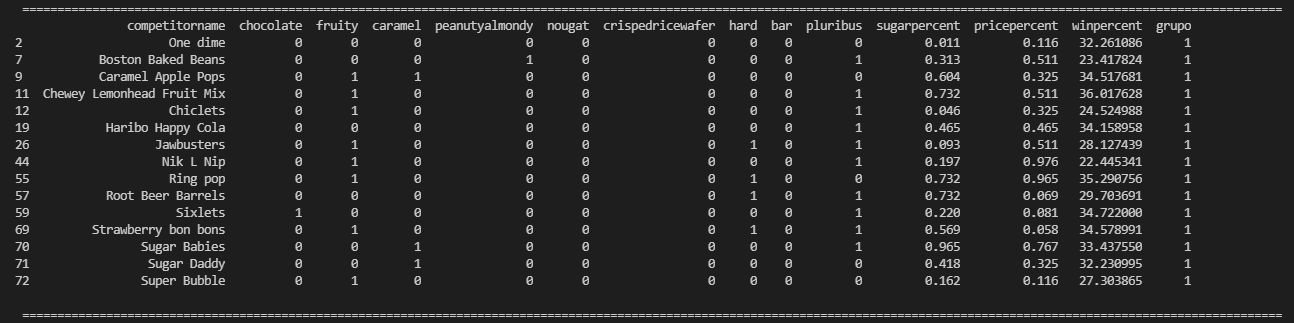 ====================================================================================================================================================================================
competitorname chocolate fruity caramel peanutyalmondy nougat crispedricewafer hard bar pluribus sugarpercent pricepercent winpercent grupo
2 One dime 0 0 0 0 0 0 0 0 0 0.011 0.116 32.261086 1
7 Boston Baked Beans 0 0 0 1 0 0 0 0 1 0.313 0.511 23.417824 1
9 Caramel Apple Pops 0 1 1 0 0 0 0 0 0 0.604 0.325 34.517681 1
11 Chewey Lemonhead Fruit Mix 0 1 0 0 0 0 0 0 1 0.732 0.511 36.017628 1
12 Chiclets 0 1 0 0 0 0 0 0 1 0.046 0.325 24.524988 1
19 Haribo Happy Cola 0 0 0 0 0 0 0 0 1 0.465 0.465 34.158958 1
26 Jawbusters 0 1 0 0 0 0 1 0 1 0.093 0.511 28.127439 1
44 Nik L Nip 0 1 0 0 0 0 0 0 1 0.197 0.976 22.445341 1
55 Ring pop 0 1 0 0 0 0 1 0 0 0.732 0.965 35.290756 1
57 Root Beer Barrels 0 0 0 0 0 0 1 0 1 0.732 0.069 29.703691 1
59 Sixlets 1 0 0 0 0 0 0 0 1 0.220 0.081 34.722000 1
69 Strawberry bon bons 0 1 0 0 0 0 1 0 1 0.569 0.058 34.578991 1
70 Sugar Babies 0 0 1 0 0 0 0 0 1 0.965 0.767 33.437550 1
71 Sugar Daddy 0 0 1 0 0 0 0 0 0 0.418 0.325 32.230995 1
72 Super Bubble 0 1 0 0 0 0 0 0 0 0.162 0.116 27.303865 1
====================================================================================================================================================================================